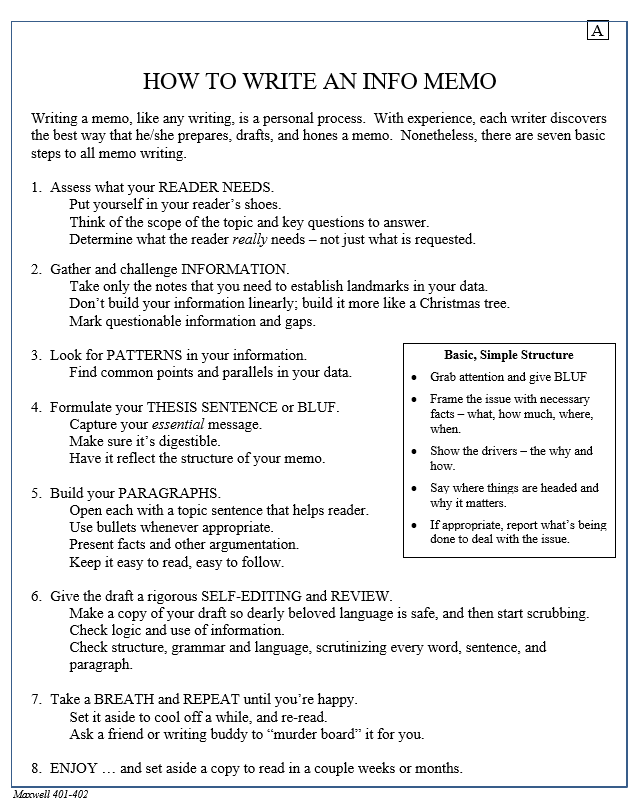 A
HOW TO WRITE AN INFO MEMO
Writing a memo, like any writing, is a personal process.  With experience, each writer discovers
the best way that he/she prepares, drafts, and hones a memo.  Nonetheless, there are seven basic
steps to all memo writing.
1.  Assess what your READER NEEDS.
Put yourself in your reader’s shoes.
Think of the scope of the topic and key questions to answer.
Determine what the reader really needs – not just what is requested.
2.  Gather and challenge INFORMATION.
Take only the notes that you need to establish landmarks in your data.
Don’t build your information linearly; build it more like a Christmas tree.
Mark questionable information and gaps.
3.  Look for PATTERNS in your information.
Find common points and parallels in your data.
4.  Formulate your THESIS SENTENCE or BLUF.
Capture your essential message.
Make sure it’s digestible.
Have it reflect the structure of your memo.
5.  Build your PARAGRAPHS.
Open each with a topic sentence that helps reader.
Use bullets whenever appropriate.
Present facts and other argumentation.
Keep it easy to read, easy to follow.
Basic, Simple Structure
• Grab attention and give BLUF
• Frame the issue with necessary
facts – what, how much, where,
when.
• Show the drivers – the why and
how.
• Say where things are headed and
why it matters.
• If appropriate, report what’s being
done to deal with the issue.
6.  Give the draft a rigorous SELF-EDITING and REVIEW.
Make a copy of your draft so dearly beloved language is safe, and then start scrubbing.
Check logic and use of information.
Check structure, grammar and language, scrutinizing every word, sentence, and
paragraph.
7.  Take a BREATH and REPEAT until you’re happy.
Set it aside to cool off a while, and re-read.
Ask a friend or writing buddy to “murder board” it for you.
8.  ENJOY … and set aside a copy to read in a couple weeks or months.
Maxwell 401-402